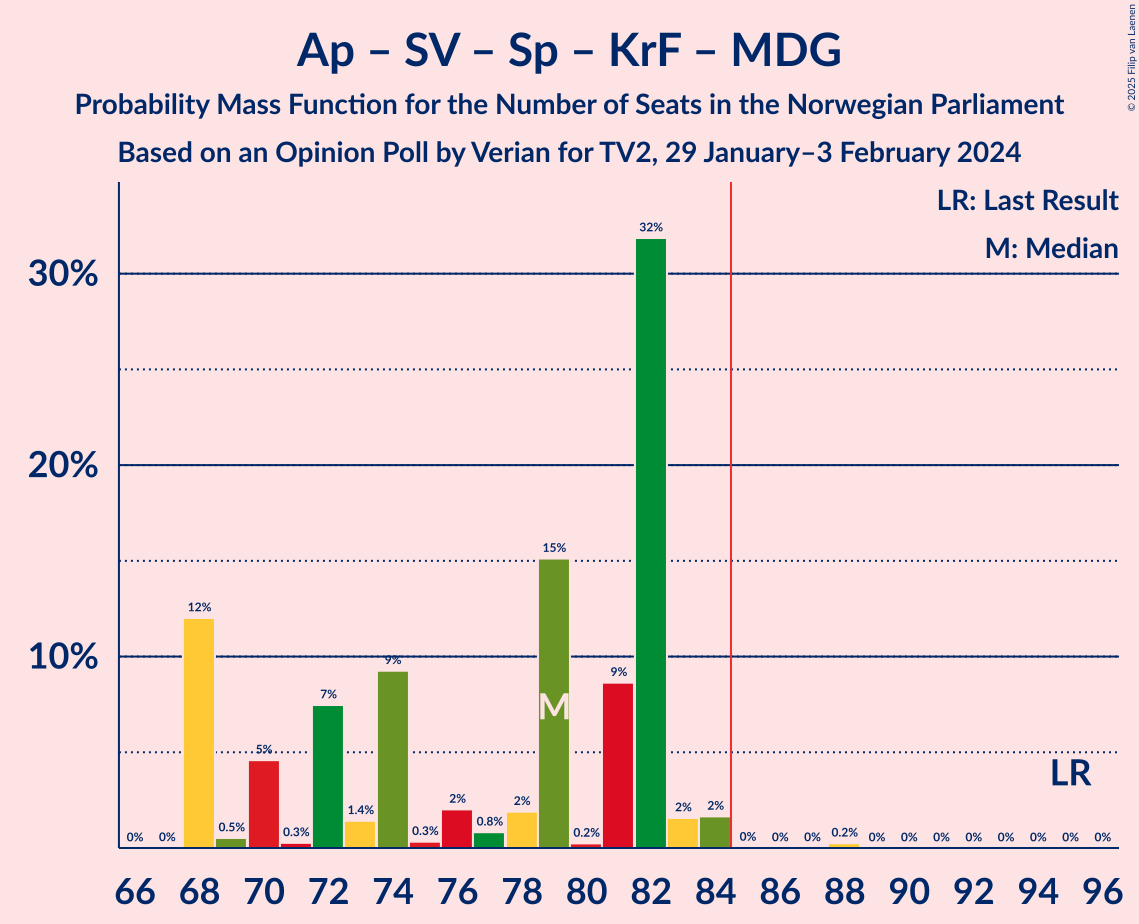 Ap – SV – Sp – KrF – MDG
Probability Mass Function for the Number of Seats in the Norwegian Parliament
Based on an Opinion Poll by Verian for TV2, 29 January–3 February 2024
© 2025 Filip van Laenen
LR: Last Result
M: Median
30%
20%
10%
0% 0% 12% 0.5% 5% 0.3% 7% 1.4% 9% 0.3% 2% 0.8% 2% 15% 0.2% 9% 32% 2% 2% 0% 0% 0% 0.2% 0% 0% 0% 0% 0% 0% 0% 0%
M
LR
66 68 70 72 74 76 78 80 82 84 86 88 90 92 94 96